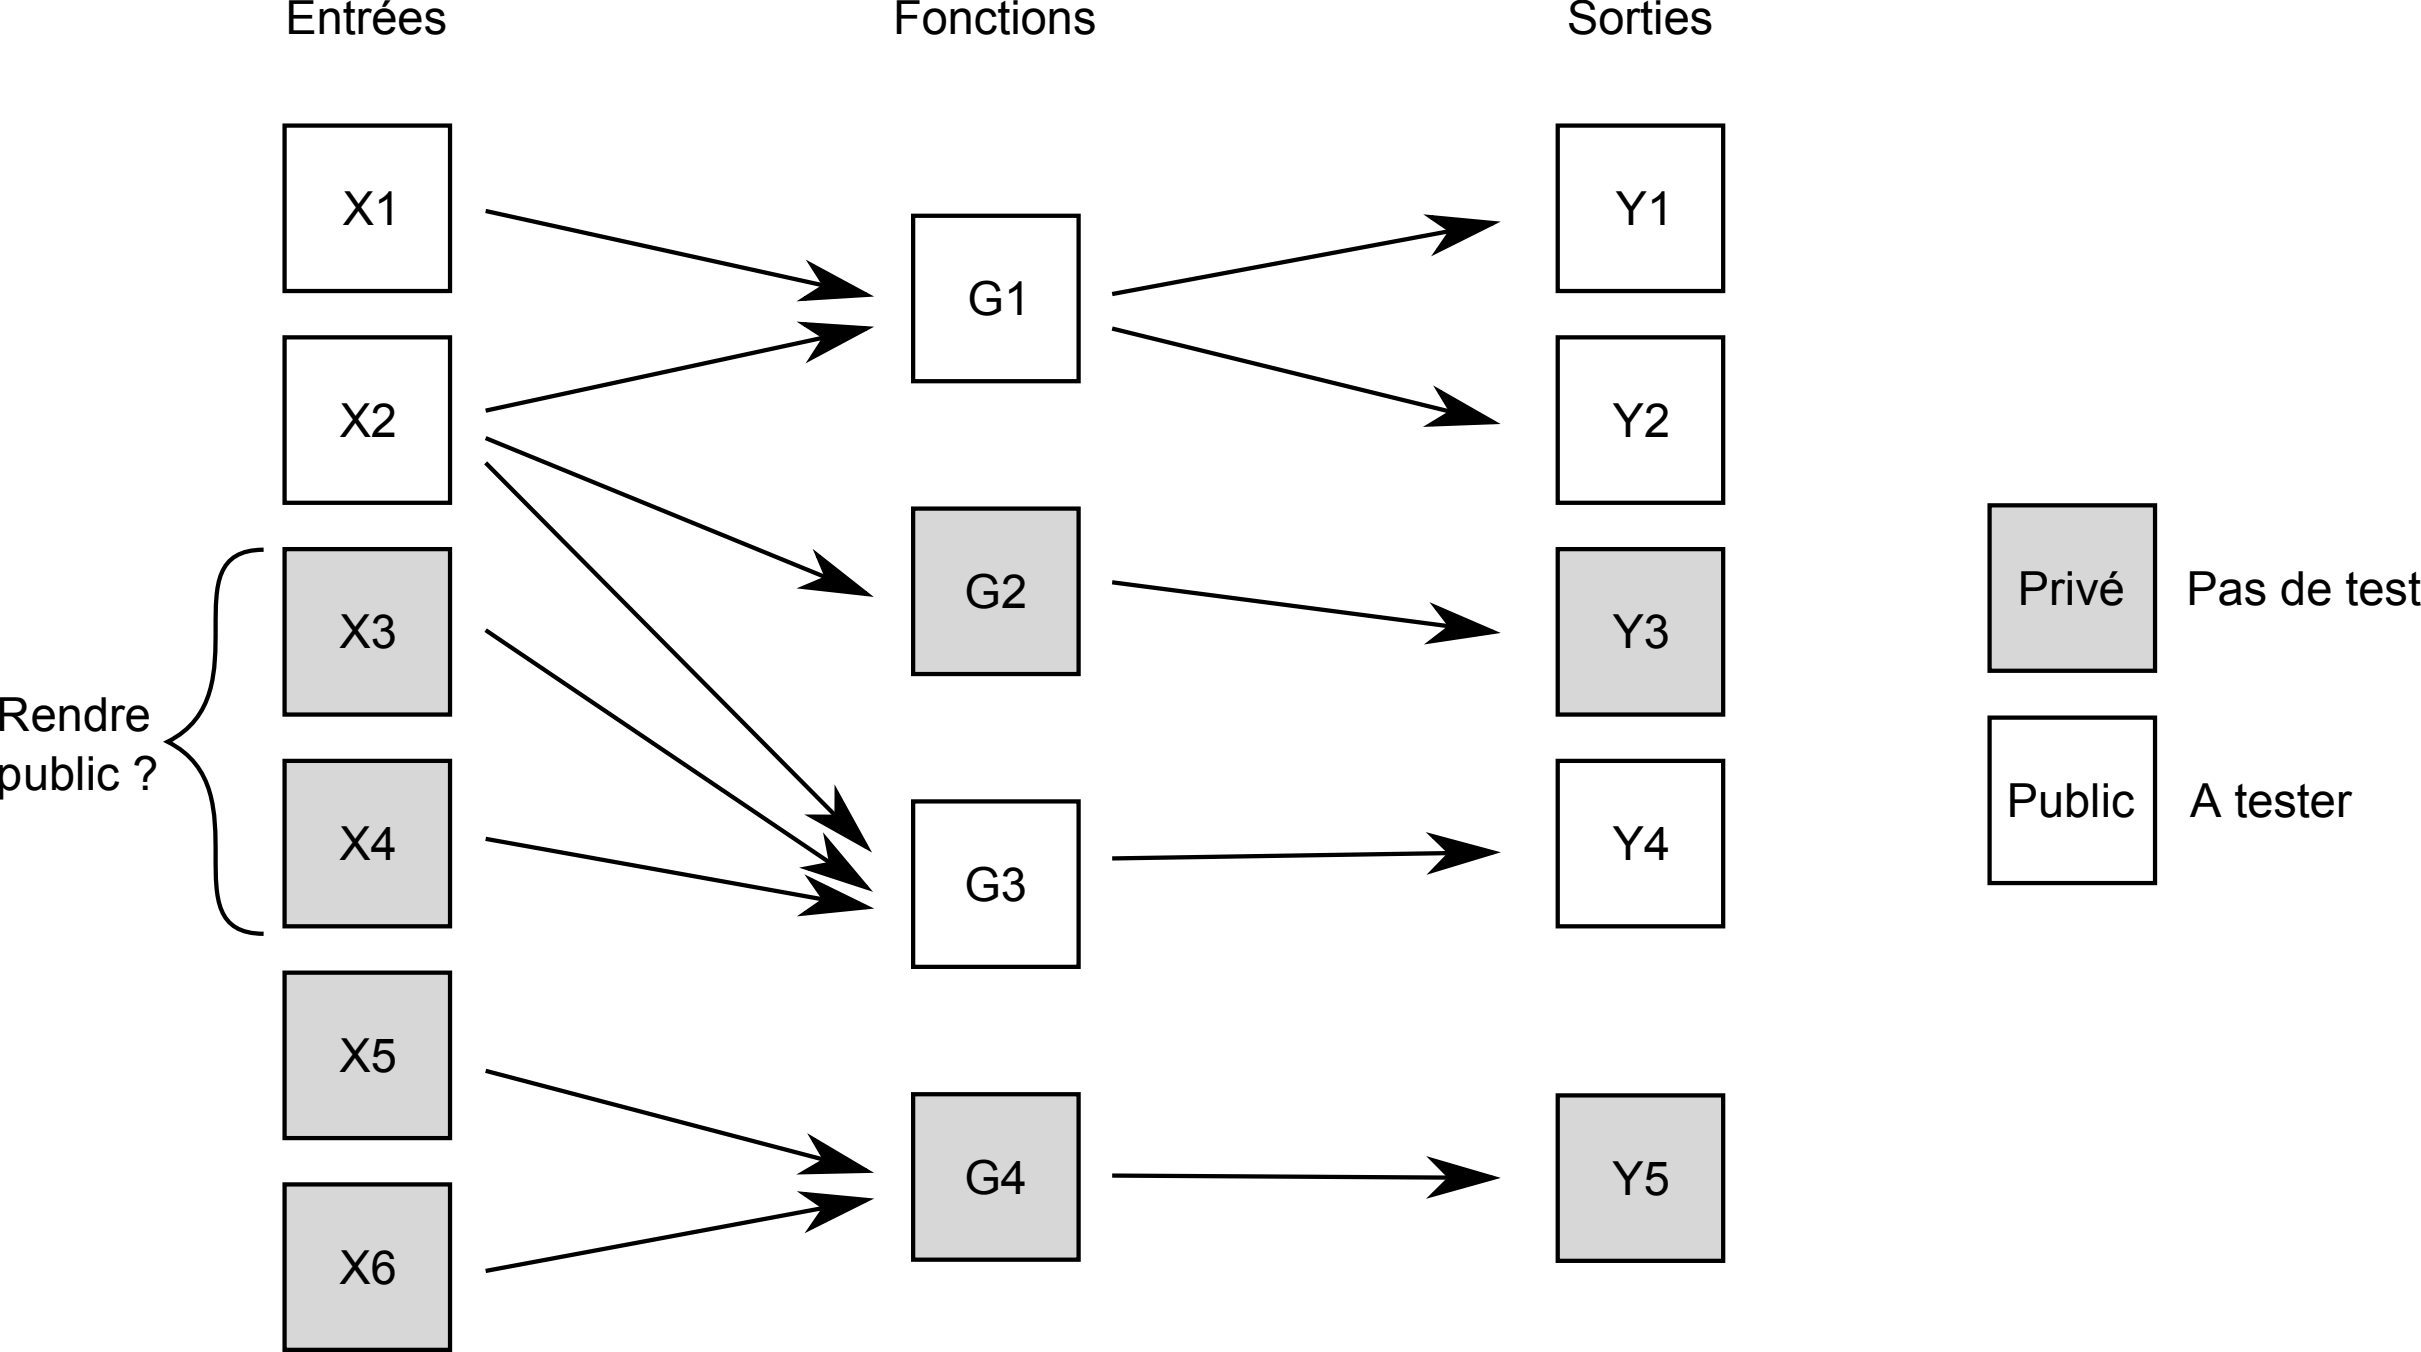 Entrées
Fonctions
Sorties
X1
G1
Y1
X2
Y2
G2
X3
Y3
Privé
Pas de test
Rendre
public ?
X4
G3
Y4
Public
A tester
X5
G4
Y5
X6